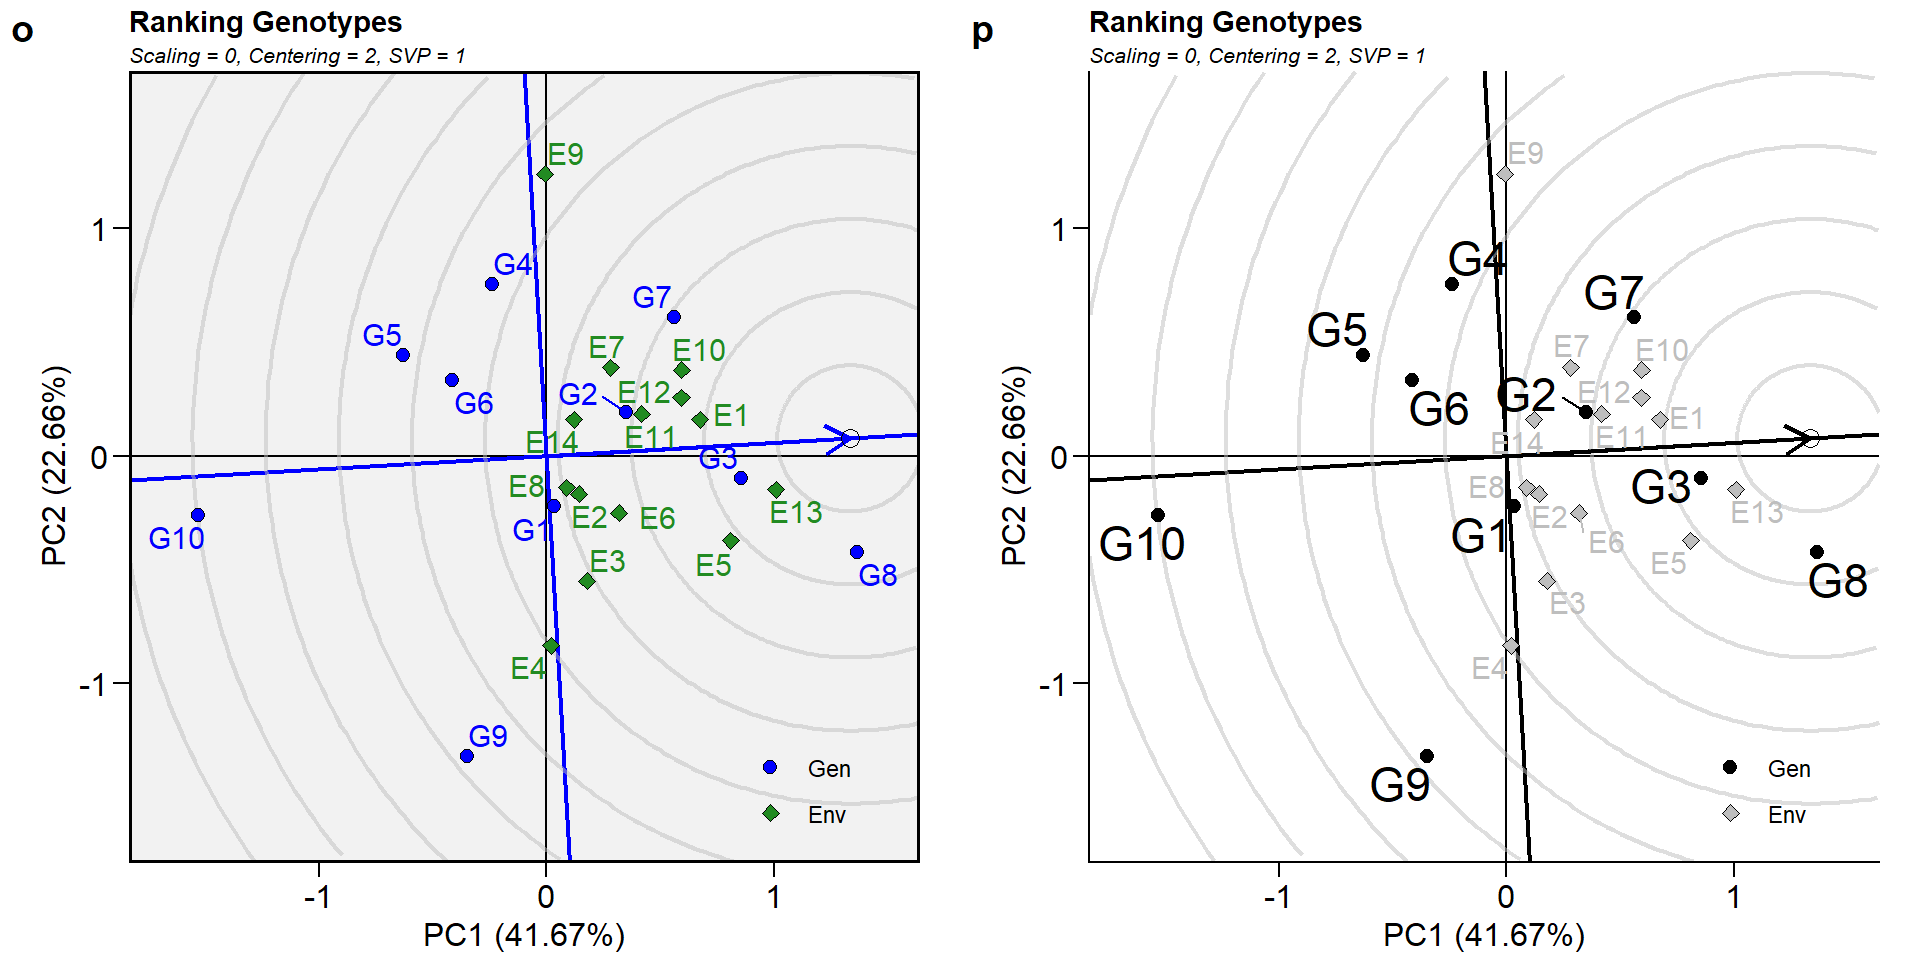 o
Ranking Genotypes
Scaling = 0, Centering = 2, SVP = 1
E9
G4
G7
G5
E7
E10
G6
G2
E12
E1
E14
E11
G3
E8
G1
E2
E6
E13
G10
E3
E5
G8
E4
G9
Gen
Env
1
0
-1
-1
0
1
PC2 (22.66%)
PC1 (41.67%)
p
Ranking Genotypes
Scaling = 0, Centering = 2, SVP = 1
E9
G4
G7
G5
E7
E10
G6
G2
E12
E1
E14
E11
G3
E8
G1
E2
E6
E13
G10
E5
G8
E3
E4
G9
Gen
Env
1
0
-1
-1
0
1
PC2 (22.66%)
PC1 (41.67%)